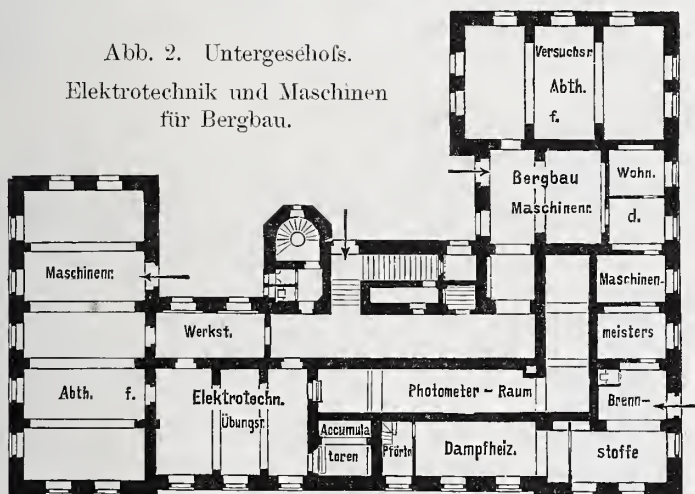 Abb. 2. Untergeschoſs.
Elektrotechnik und Maschinen
für Bergbau.
Versuchsr.
Abth.
f.
Bergbau
Maschinenr.
Wohn.
d.
Maschinen-
meisters
Maschinenr.
Werkst.
Abth. f.
Elektrotechn.
Übungsr.
Photometer-Raum
Brenn-
stoffe
Accumula
toren
Pförtn
Dampfheiz.